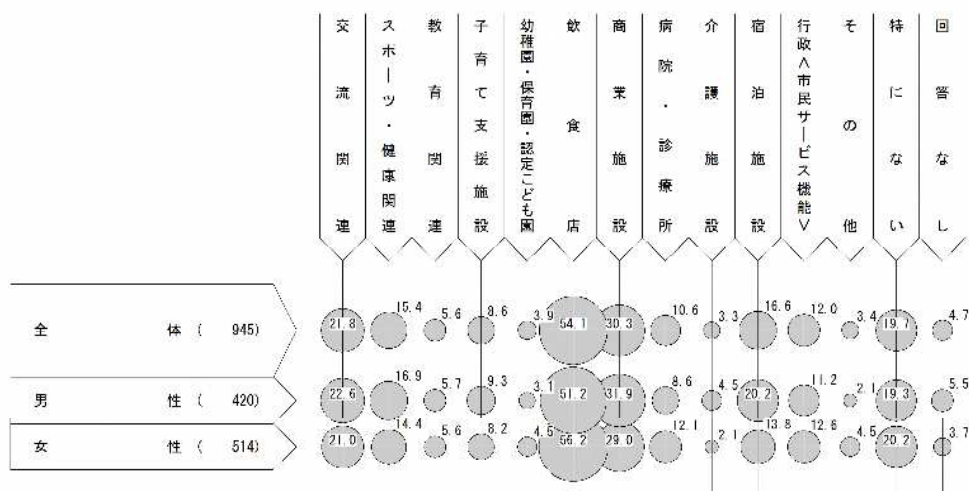 交流関連
スポーツ・健康関連
教育関連
子育て支援施設
幼稚園・保育園・認定こども園
飲食店
商業施設
病院・診療所
介護施設
宿泊施設
行政<市民サービス機能>
その他
特にない
回答なし
全体 ( 945) 21.8 15.4 5.6 8.6 3.9 54.1 30.3 10.6 3.3 16.6 12.0 3.4 19.7 4.7
男性 ( 420) 22.6 16.9 5.7 9.3 3.1 51.2 31.9 8.6 4.5 20.2 11.2 2.1 19.3 5.5
女性 ( 514) 21.0 14.4 5.6 8.2 4.5 56.2 29.0 12.1 2.1 13.8 12.6 4.5 20.2 3.7